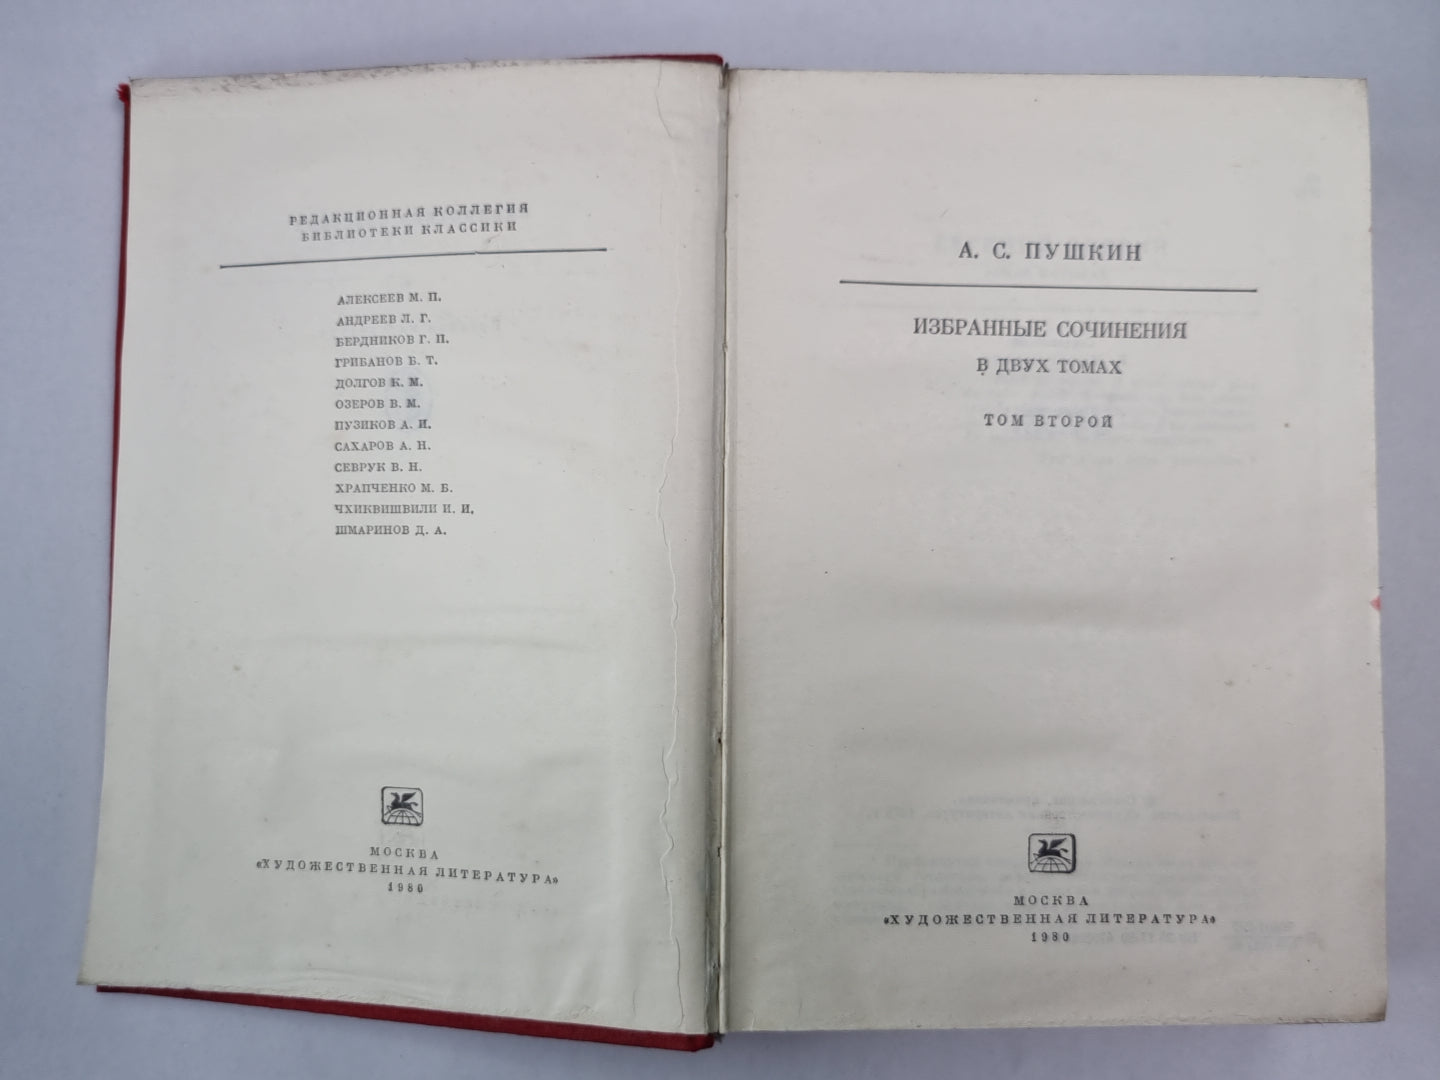 РЕДАКЦИОННАЯ КОЛЛЕГИЯ
БИБЛИОТЕКИ КЛАССИКИ
АЛЕКСЕЕВ М. П.
АНДРЕЕВ Л. Г.
БЕРДНИКОВ Г. П.
ГРИБАНОВ Б. Т.
ДОЛГОВ К. М.
ОЗЕРОВ В. М.
ПУЗИКОВ А. И.
САХАРОВ А. Н.
СЕВРУК В. Н.
ХРАПЧЕНКО М. Б.
ЧХИКВИШВИЛИ И. И.
ШМАРИНОВ Д. А.
МОСКВА
«ХУДОЖЕСТВЕННАЯ ЛИТЕРАТУРА»
1980
А. С. ПУШКИН
ИЗБРАННЫЕ СОЧИНЕНИЯ
В ДВУХ ТОМАХ
ТОМ ВТОРОЙ
МОСКВА
«ХУДОЖЕСТВЕННАЯ ЛИТЕРАТУРА»
1980